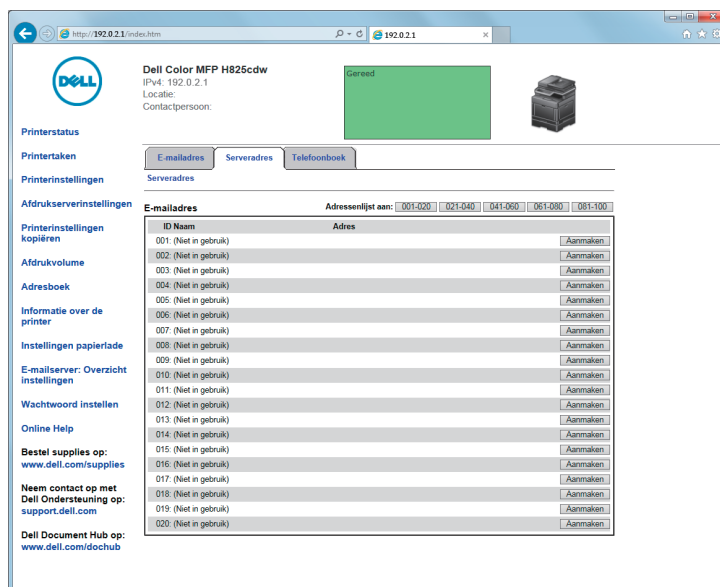 http://192.0.2.1/index.htm
192.0.2.1
DELL
Dell Color MFP H825cdw
IPv4: 192.0.2.1
Locatie:
Contactpersoon:
Gereed
Printerstatus
Printertaken
Printerinstellingen
Afdrukserverinstellingen
Printerinstellingen
kopiëren
Afdrukvolume
Adresboek
Informatie over de
printer
Instellingen papierlade
E-mailserver: Overzicht
instellingen
Wachtwoord instellen
Online Help
Bestel supplies op:
www.dell.com/supplies
Neem contact op met
Dell Ondersteuning op:
support.dell.com
Dell Document Hub op:
www.dell.com/dochub
E-mailadres Serveradres Telefoonboek
Serveradres
E-mailadres Adressenlijst aan: 001-020 021-040 041-060 061-080 081-100
ID Naam Adres
001: (Niet in gebruik) Aanmaken
002: (Niet in gebruik) Aanmaken
003: (Niet in gebruik) Aanmaken
004: (Niet in gebruik) Aanmaken
005: (Niet in gebruik) Aanmaken
006: (Niet in gebruik) Aanmaken
007: (Niet in gebruik) Aanmaken
008: (Niet in gebruik) Aanmaken
009: (Niet in gebruik) Aanmaken
010: (Niet in gebruik) Aanmaken
011: (Niet in gebruik) Aanmaken
012: (Niet in gebruik) Aanmaken
013: (Niet in gebruik) Aanmaken
014: (Niet in gebruik) Aanmaken
015: (Niet in gebruik) Aanmaken
016: (Niet in gebruik) Aanmaken
017: (Niet in gebruik) Aanmaken
018: (Niet in gebruik) Aanmaken
019: (Niet in gebruik) Aanmaken
020: (Niet in gebruik) Aanmaken